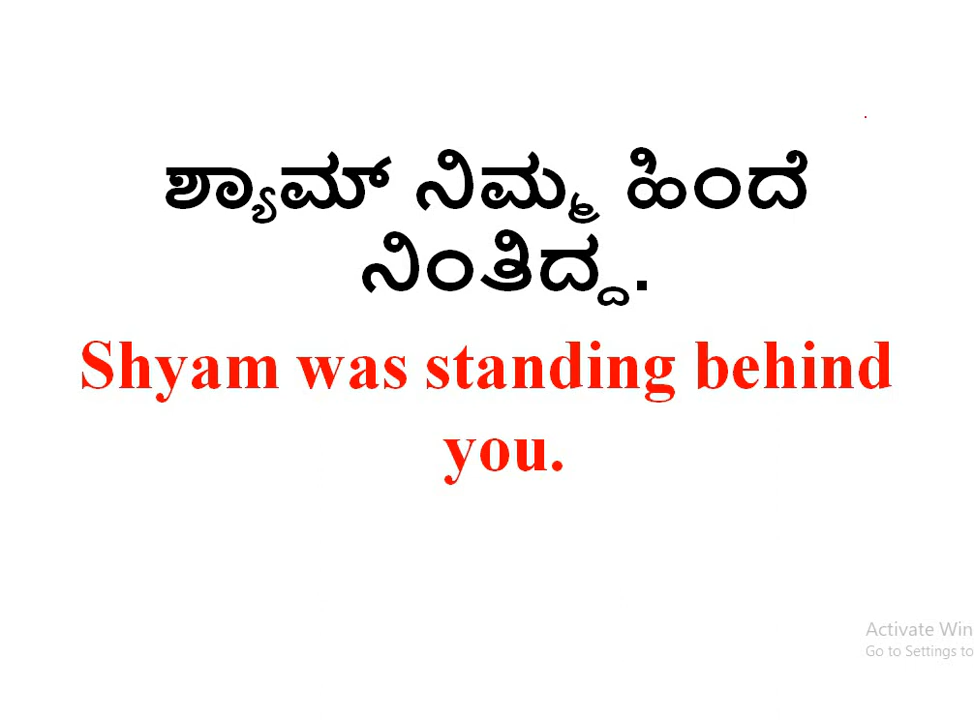 ಶ್ಯಾಮ್ ನಿಮ್ಮ ಹಿಂದೆ
ನಿಂತಿದ್ದ.
Shyam was standing behind
you.
Activate Win
Go to Settings to